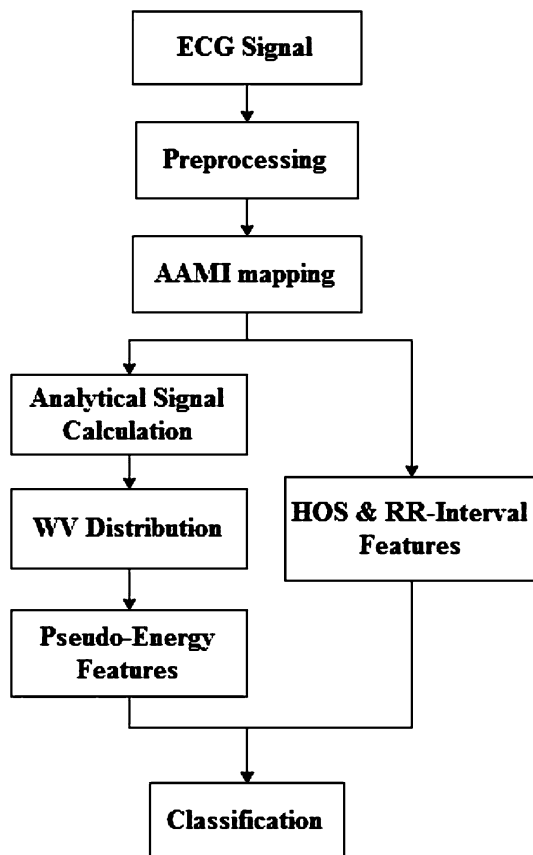 ECG Signal
Preprocessing
AAMI mapping
Analytical Signal
Calculation
WV Distribution
Pseudo-Energy
Features
HOS & RR-Interval
Features
Classification